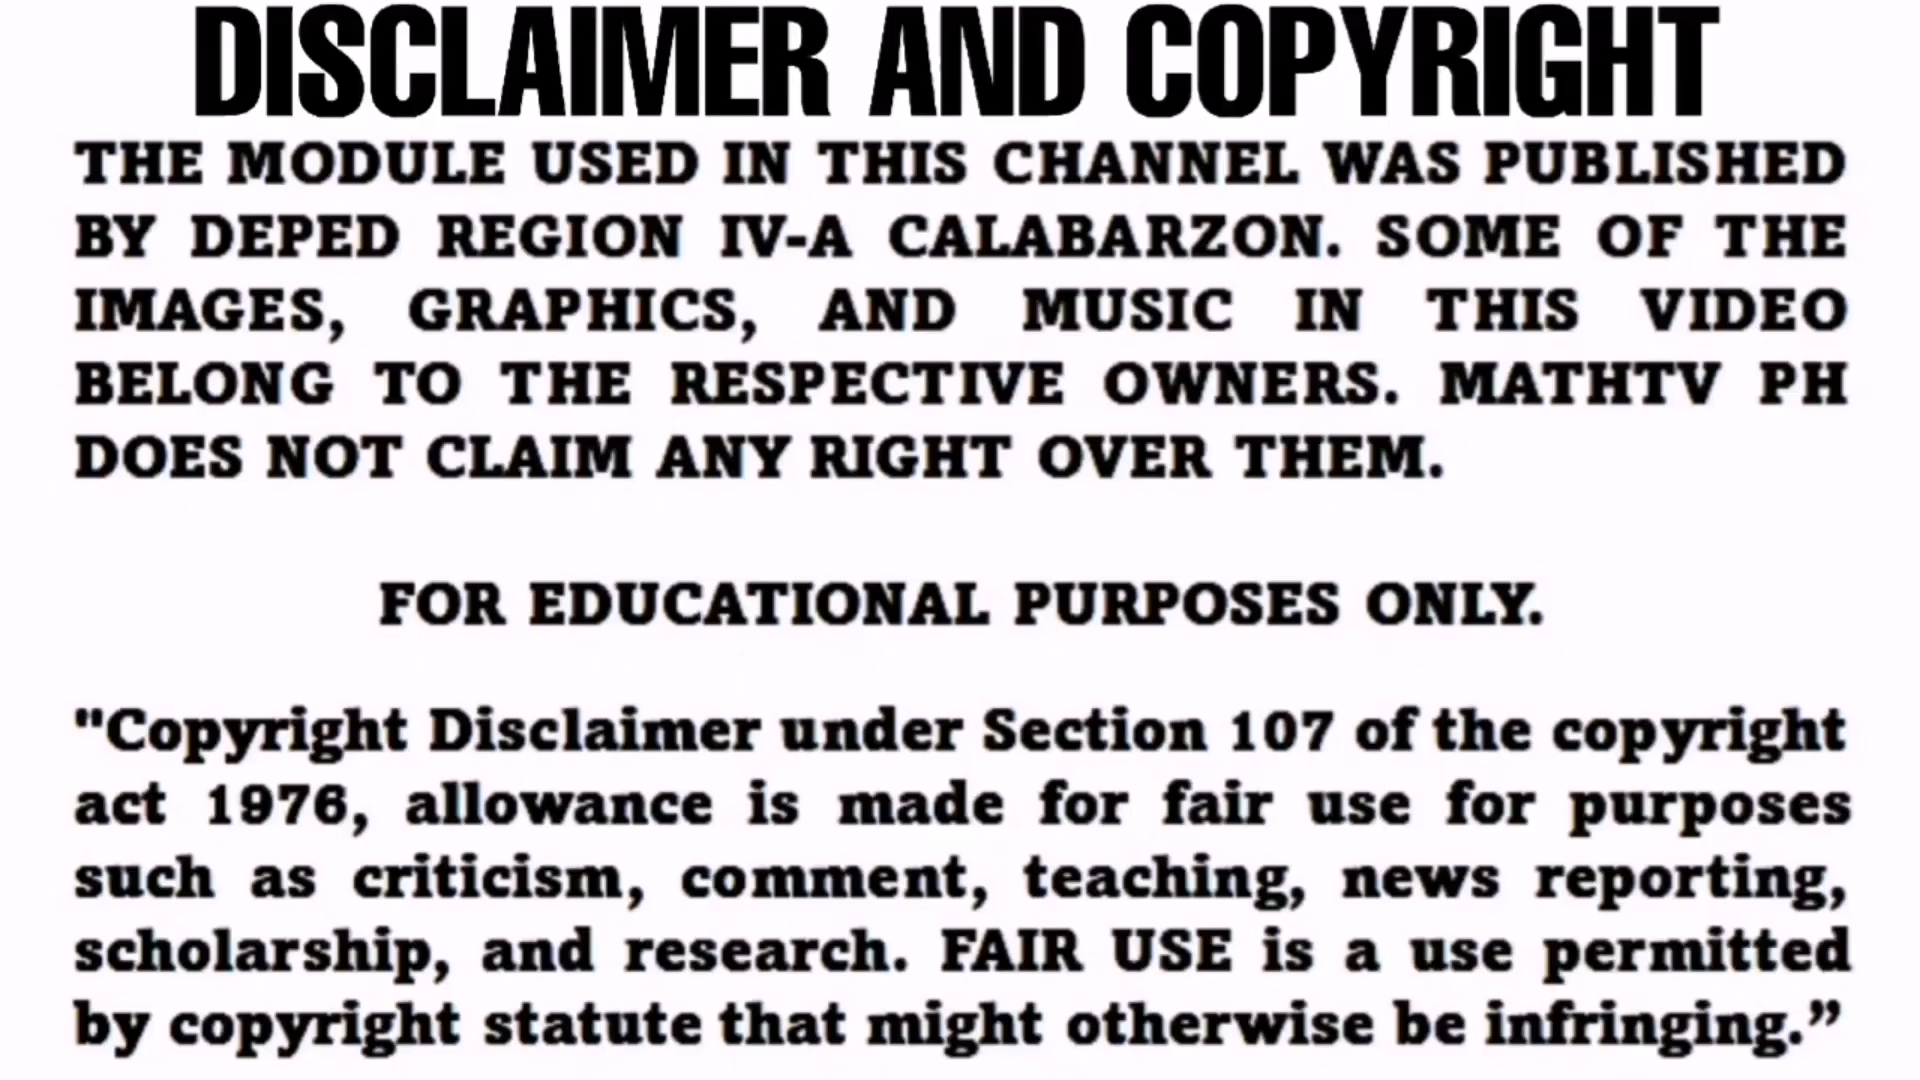 DISCLAIMER AND COPYRIGHT
THE MODULE USED IN THIS CHANNEL WAS PUBLISHED
BY DEPED REGION IV-A CALABARZON. SOME OF THE
IMAGES, GRAPHICS, AND MUSIC IN THIS VIDEO
BELONG TO THE RESPECTIVE OWNERS. MATHTV PH
DOES NOT CLAIM ANY RIGHT OVER THEM.
FOR EDUCATIONAL PURPOSES ONLY.
"Copyright Disclaimer under Section 107 of the copyright
act 1976, allowance is made for fair use for purposes
such as criticism, comment, teaching, news reporting,
scholarship, and research. FAIR USE is a use permitted
by copyright statute that might otherwise be infringing.”